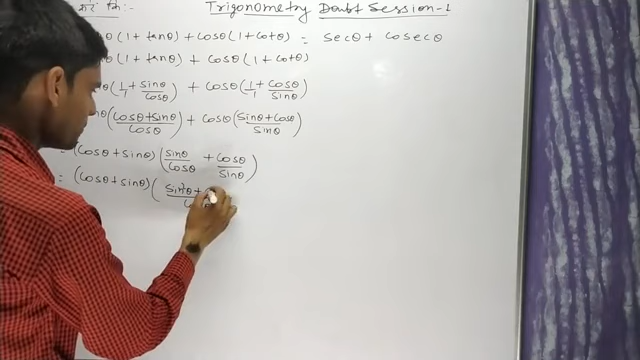 Trigonometry Doubt Session-1
θ(1+tanθ)+cosθ(1+cotθ) = secθ+cosecθ
θ(1+tanθ) + cosθ(1+cotθ)
θ(1/1+sinθ/cosθ) + cosθ(1/1+cosθ/sinθ)
θ((cosθ+sinθ)/cosθ) + cosθ((sinθ+cosθ)/sinθ)
= (cosθ+sinθ)(sinθ/cosθ + cosθ/sinθ)
= (cosθ+sinθ)(sin²θ+